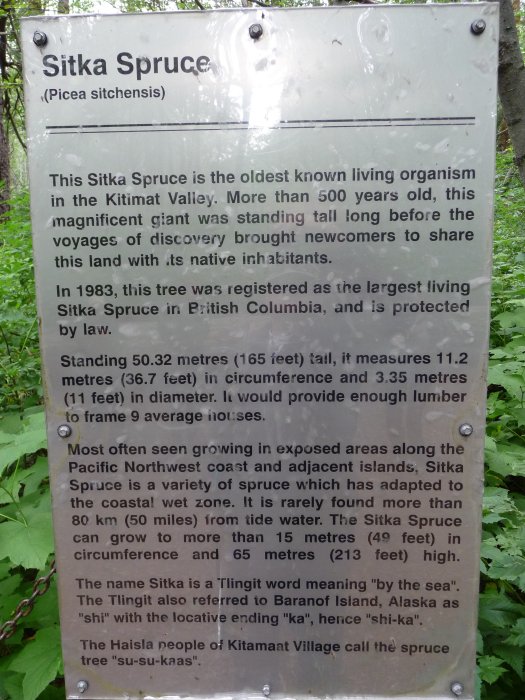 Sitka Spruce
(Picea sitchensis)
This Sitka Spruce is the oldest known living organism
in the Kitimat Valley. More than 500 years old, this
magnificent giant was standing tall long before the
voyages of discovery brought newcomers to share
this land with its native inhabitants.
In 1983, this tree was registered as the largest living
Sitka Spruce in British Columbia, and is protected
by law.
Standing 50.32 metres (165 feet) tall, it measures 11.2
metres (36.7 feet) in circumference and 3.35 metres
(11 feet) in diameter. It would provide enough lumber
to frame 9 average houses.
Most often seen growing in exposed areas along the
Pacific Northwest coast and adjacent islands, Sitka
Spruce is a variety of spruce which has adapted to
the coastal wet zone. It is rarely found more than
80 km (50 miles) from tide water. The Sitka Spruce
can grow to more than 15 metres (49 feet) in
circumference and 65 metres (213 feet) high.
The name Sitka is a Tlingit word meaning "by the sea".
The Tlingit also referred to Baranof Island, Alaska as
"shi" with the locative ending "ka", hence "shi-ka".
The Haisla people of Kitamaat Village call the spruce
tree "su-su-kaas".